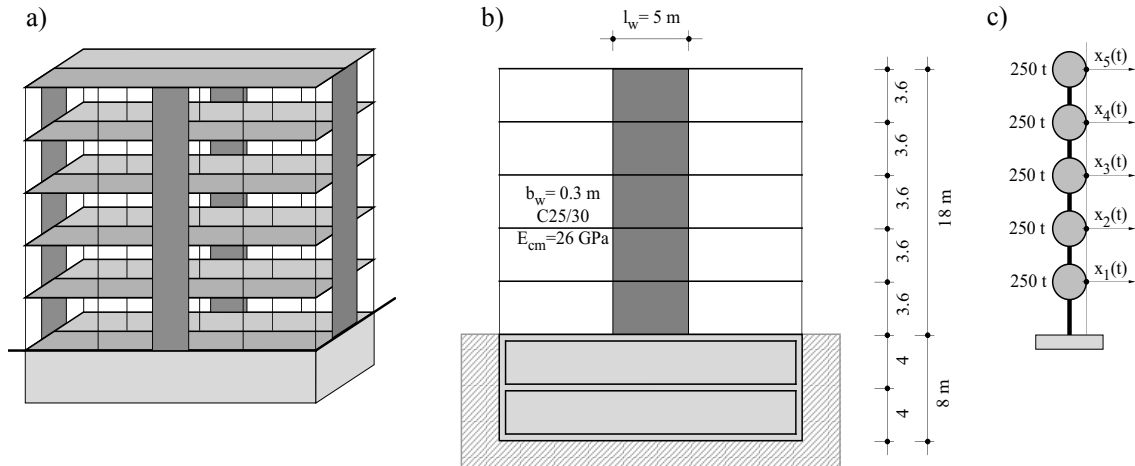 a)
b)
l_w = 5 m
b_w= 0.3 m
C25/30
E_cm=26 GPa
3.6
3.6
3.6
3.6
3.6
18 m
4
4
8 m
c)
250 t x_5(t)
250 t x_4(t)
250 t x_3(t)
250 t x_2(t)
250 t x_1(t)